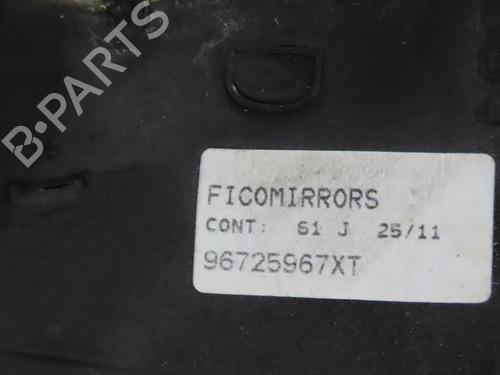 B-PARTS
FICOMIRRORS
CONT: 61 J 25/11
96725967XT